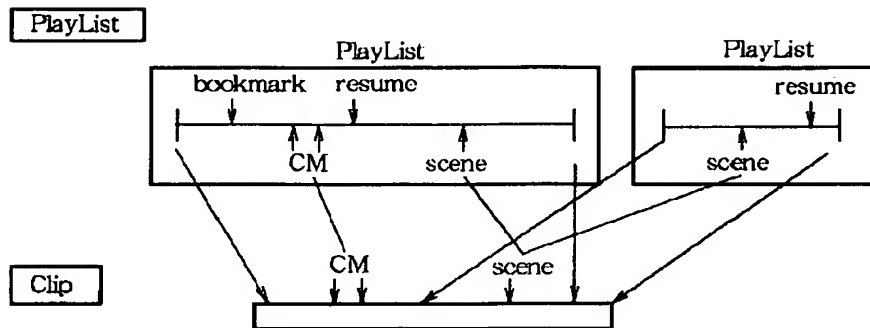 PlayList
PlayList
PlayList
bookmark resume
resume
CM
scene
scene
CM
scene
Clip